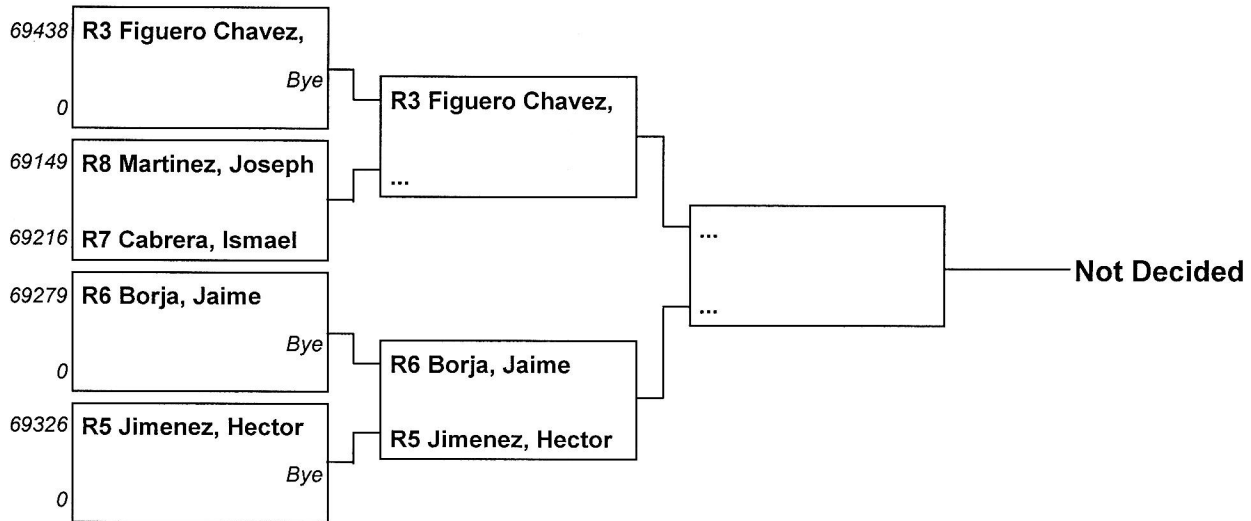 69438 R3 Figuero Chavez,
Bye
0
69149 R8 Martinez, Joseph
69216 R7 Cabrera, Ismael
69279 R6 Borja, Jaime
Bye
0
69326 R5 Jimenez, Hector
Bye
0
R3 Figuero Chavez,
...
R6 Borja, Jaime
R5 Jimenez, Hector
...
...
Not Decided